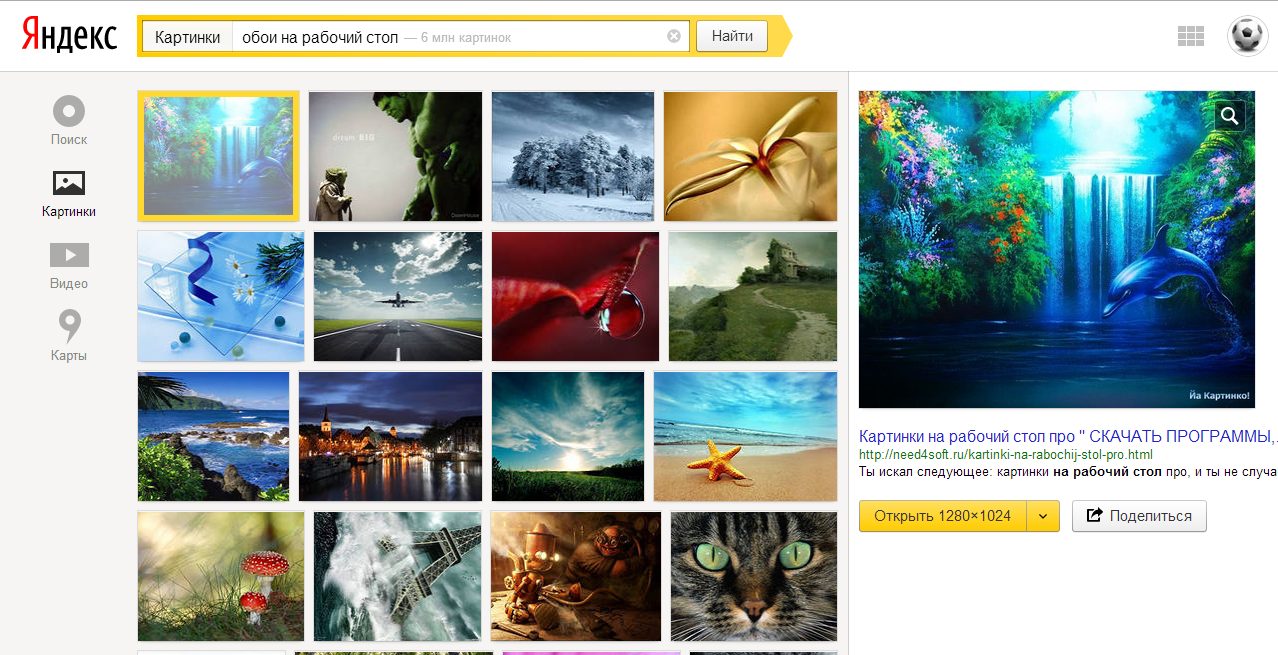 Яндекс
Картинки обои на рабочий стол — 6 млн картинок Найти
Поиск
Картинки
Видео
Карты
dream BIG
Йа Картинко!
Картинки на рабочий стол про " СКАЧАТЬ ПРОГРАММЫ,
http://need4soft.ru/kartinki-na-rabochij-stol-pro.html
Ты искал следующее: картинки на рабочий стол про, и ты не случа
Открыть 1280×1024
Поделиться